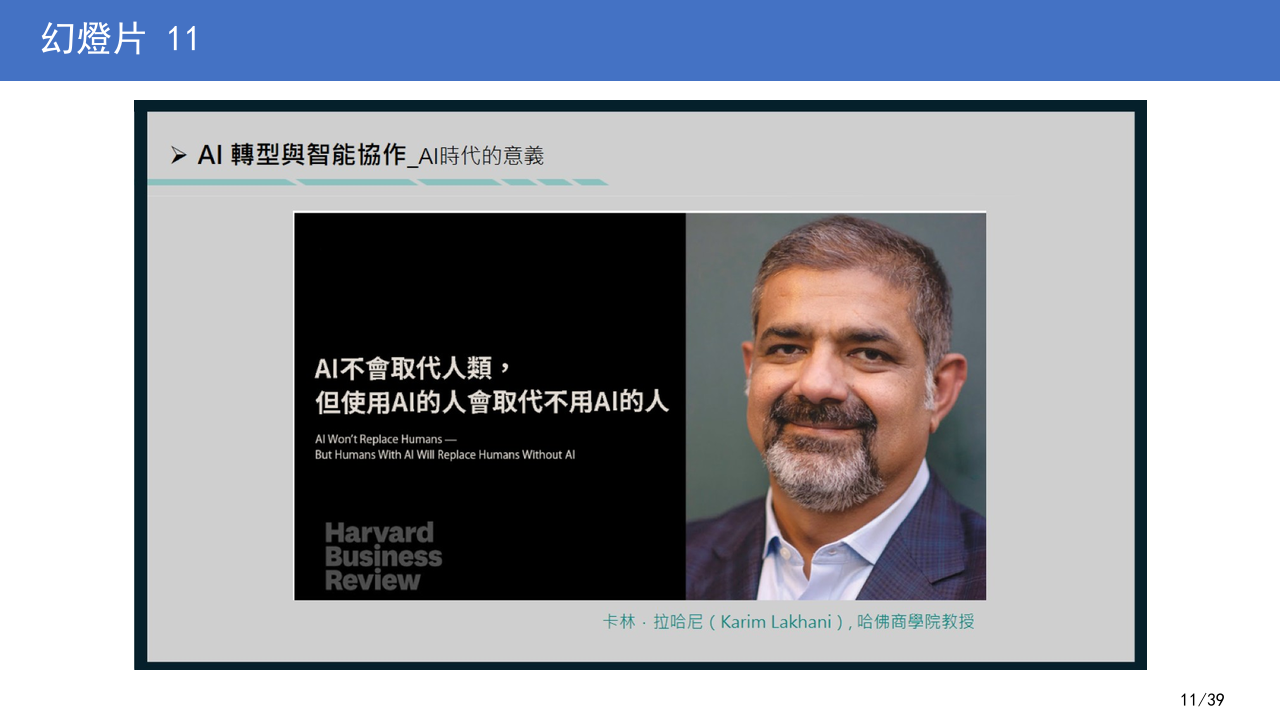 幻燈片 11
➢ AI 轉型與智能協作_AI時代的意義
AI不會取代人類，
但使用AI的人會取代不用AI的人
AI Won't Replace Humans —
But Humans With AI Will Replace Humans Without AI
Harvard
Business
Review
卡林 · 拉哈尼 ( Karim Lakhani ) , 哈佛商學院教授
11/39